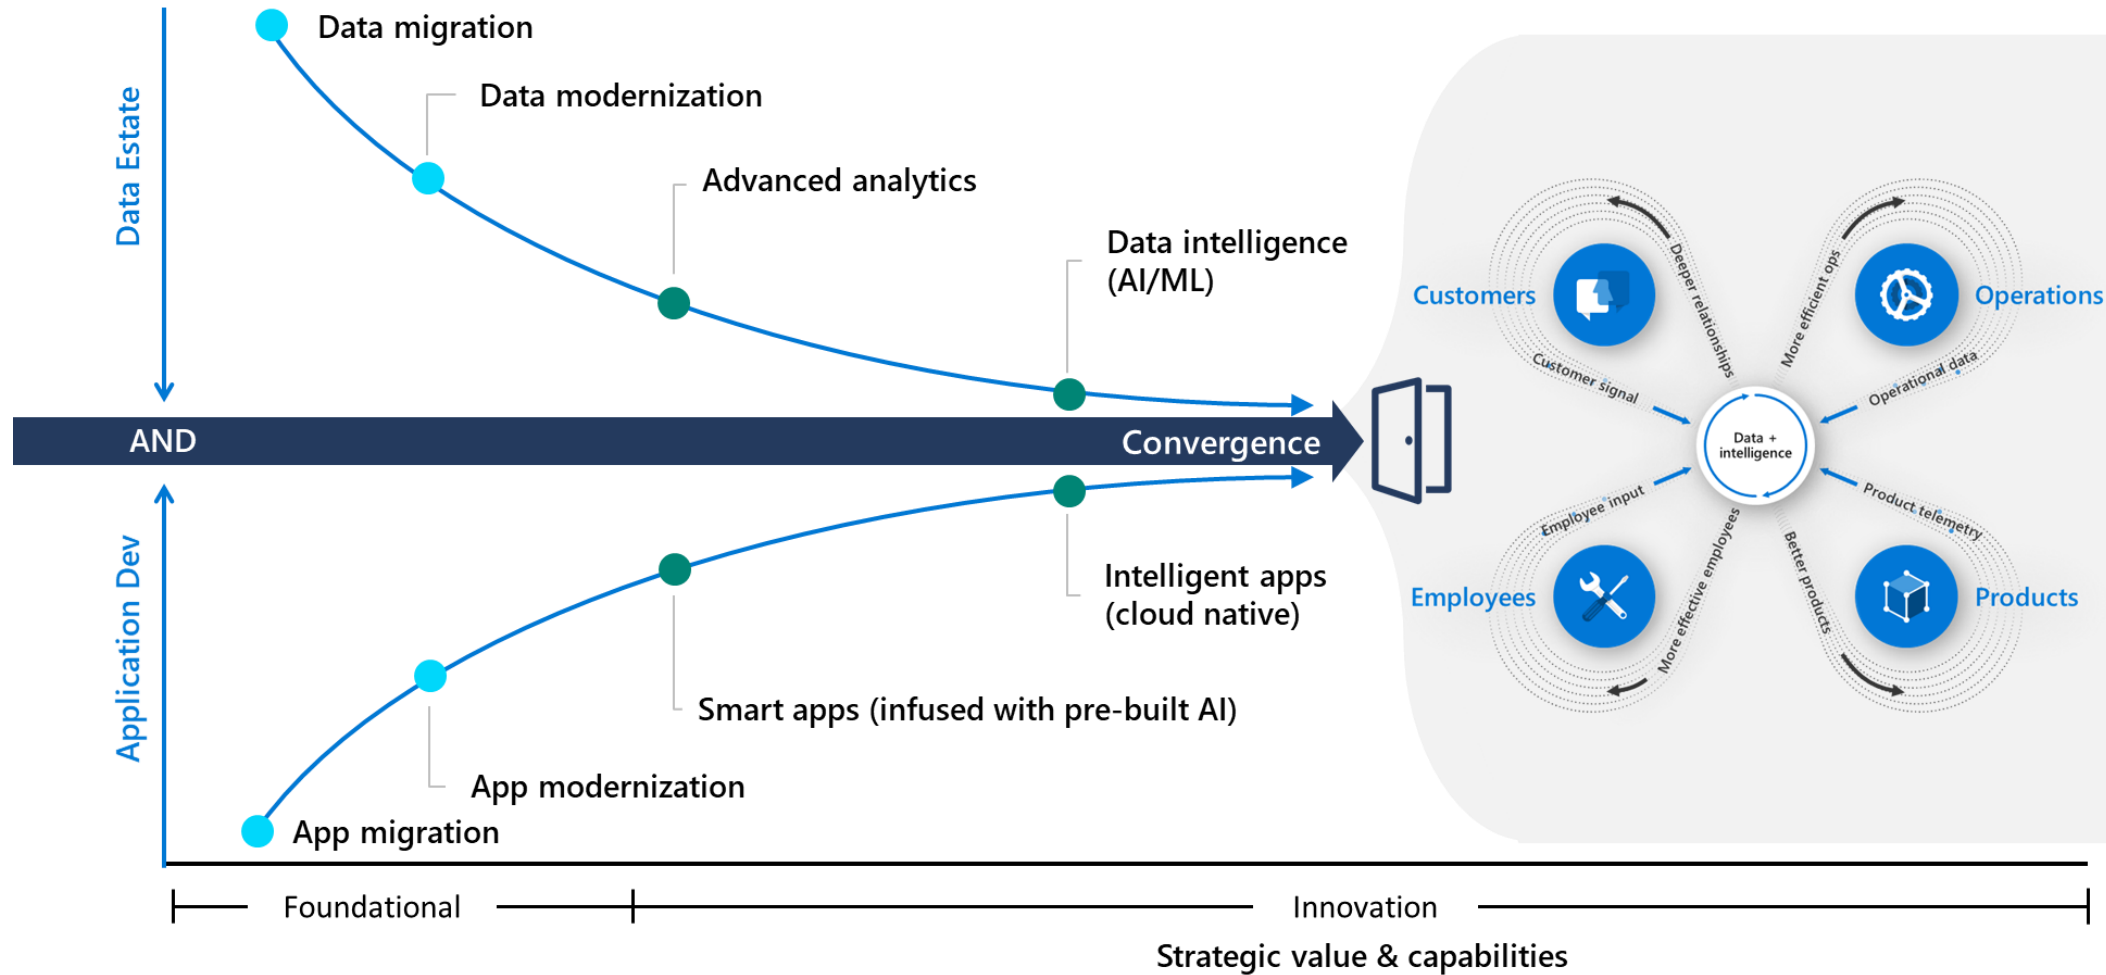 Data migration
Data modernization
Advanced analytics
Data intelligence
(AI/ML)
Data Estate
AND
Convergence
Application Dev
Intelligent apps
(cloud native)
Smart apps (infused with pre-built AI)
App modernization
App migration
Customers
Deeper relationships
Customer signal
Operations
More efficient ops
Operational data
Data +
intelligence
Employees
Employee input
More effective employees
Products
Product telemetry
Better products
Foundational
Innovation
Strategic value & capabilities